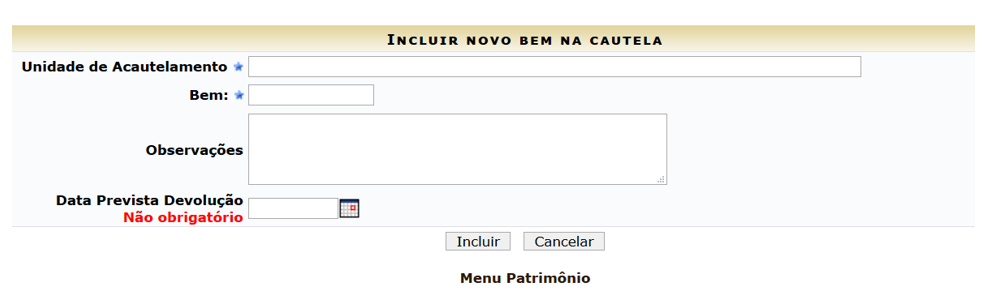 INCLUIR NOVO BEM NA CAUTELA
Unidade de Acautelamento
Bem:
Observações
Data Prevista Devolução
Não obrigatório
Incluir Cancelar
Menu Patrimônio